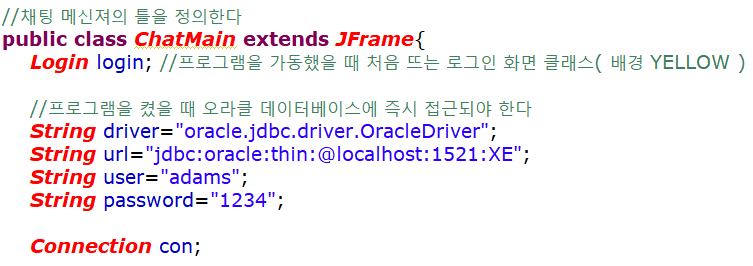 //채팅 메신져의 틀을 정의한다
public class ChatMain extends JFrame{
Login login; //프로그램을 가동했을 때 처음 뜨는 로그인 화면 클래스( 배경 YELLOW )
//프로그램을 켰을 때 오라클 데이터베이스에 즉시 접근되야 한다
String driver="oracle.jdbc.driver.OracleDriver";
String url="jdbc:oracle:thin:@localhost:1521:XE";
String user="adams";
String password="1234";
Connection con;